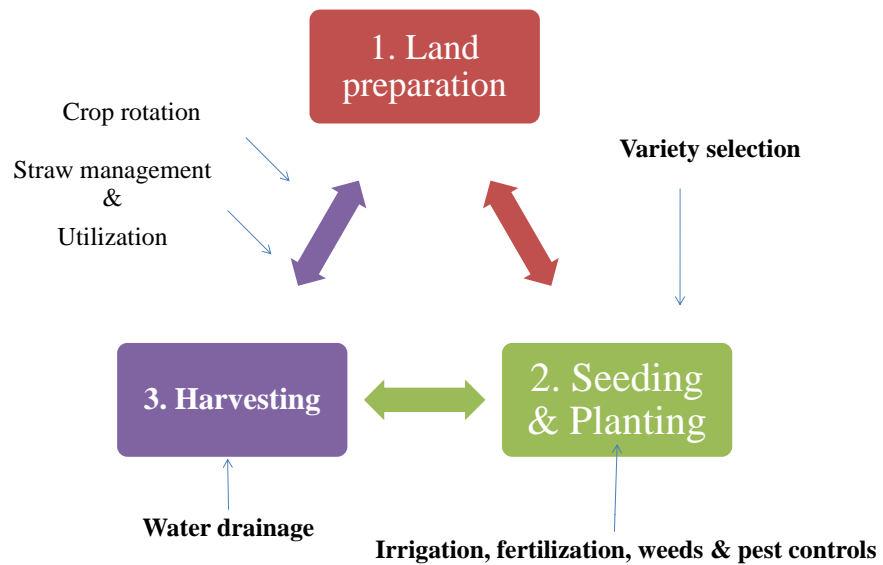 1. Land
preparation
Crop rotation
Variety selection
Straw management
&
Utilization
3. Harvesting
2. Seeding
& Planting
Water drainage
Irrigation, fertilization, weeds & pest controls